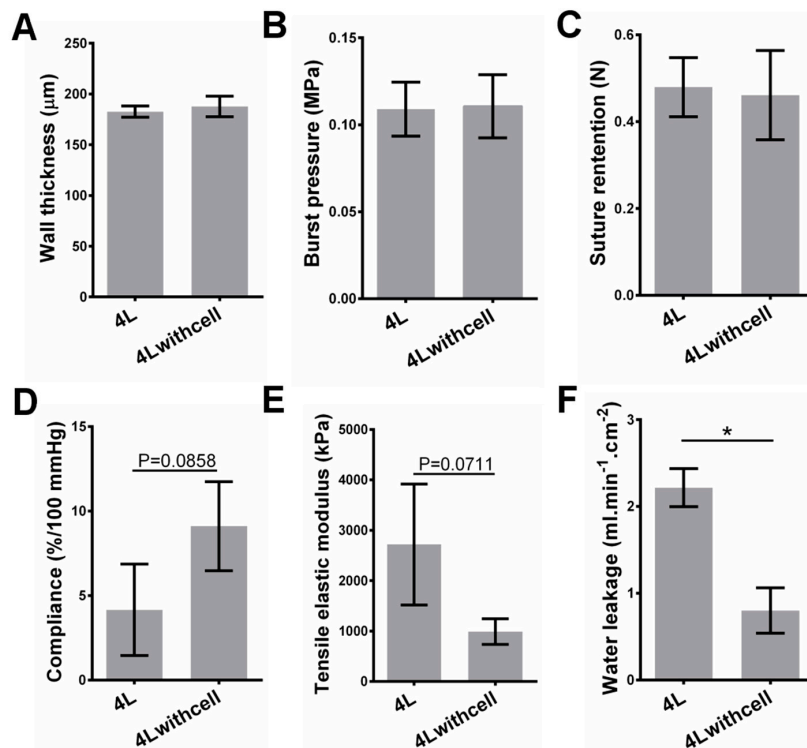 A
Wall thickness (μm)
250
200
150
100
50
0
4L
4Lwithcell
B
Burst pressure (MPa)
0.15
0.10
0.05
0.00
4L
4Lwithcell
C
Suture rentention (N)
0.6
0.4
0.2
0.0
4L
4Lwithcell
D
Compliance (%/100 mmHg)
15
10
5
0
P=0.0858
4L
4Lwithcell
E
Tensile elastic modulus (kPa)
5000
4000
3000
2000
1000
0
P=0.0711
4L
4Lwithcell
F
Water leakage (ml.min⁻¹.cm⁻²)
3
2
1
0
*
4L
4Lwithcell